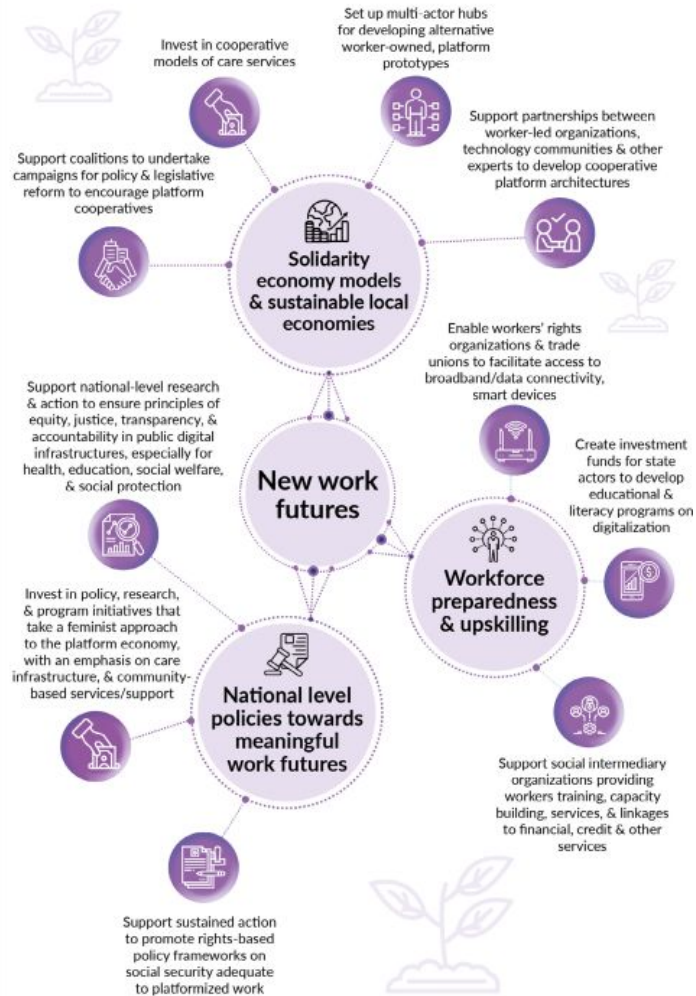 Set up multi-actor hubs
for developing alternative
worker-owned, platform
prototypes
Invest in cooperative
models of care services
Support partnerships between
worker-led organizations,
technology communities & other
experts to develop cooperative
platform architectures
Support coalitions to undertake
campaigns for policy & legislative
reform to encourage platform
cooperatives
Solidarity
economy models
& sustainable local
economies
Enable workers' rights
organizations & trade
unions to facilitate access to
broadband/data connectivity,
smart devices
Support national-level research
& action to ensure principles of
equity, justice, transparency, &
accountability in public digital
infrastructures, especially for
health, education, social welfare,
& social protection
New work
futures
Create investment
funds for state
actors to develop
educational &
literacy programs on
digitalization
Workforce
preparedness
& upskilling
Invest in policy, research,
& program initiatives that
take a feminist approach
to the platform economy,
with an emphasis on care
infrastructure, & community-
based services/support
National level
policies towards
meaningful
work futures
Support social intermediary
organizations providing
workers training, capacity
building, services, & linkages
to financial, credit & other
services
Support sustained action
to promote rights-based
policy frameworks on
social security adequate
to platformized work